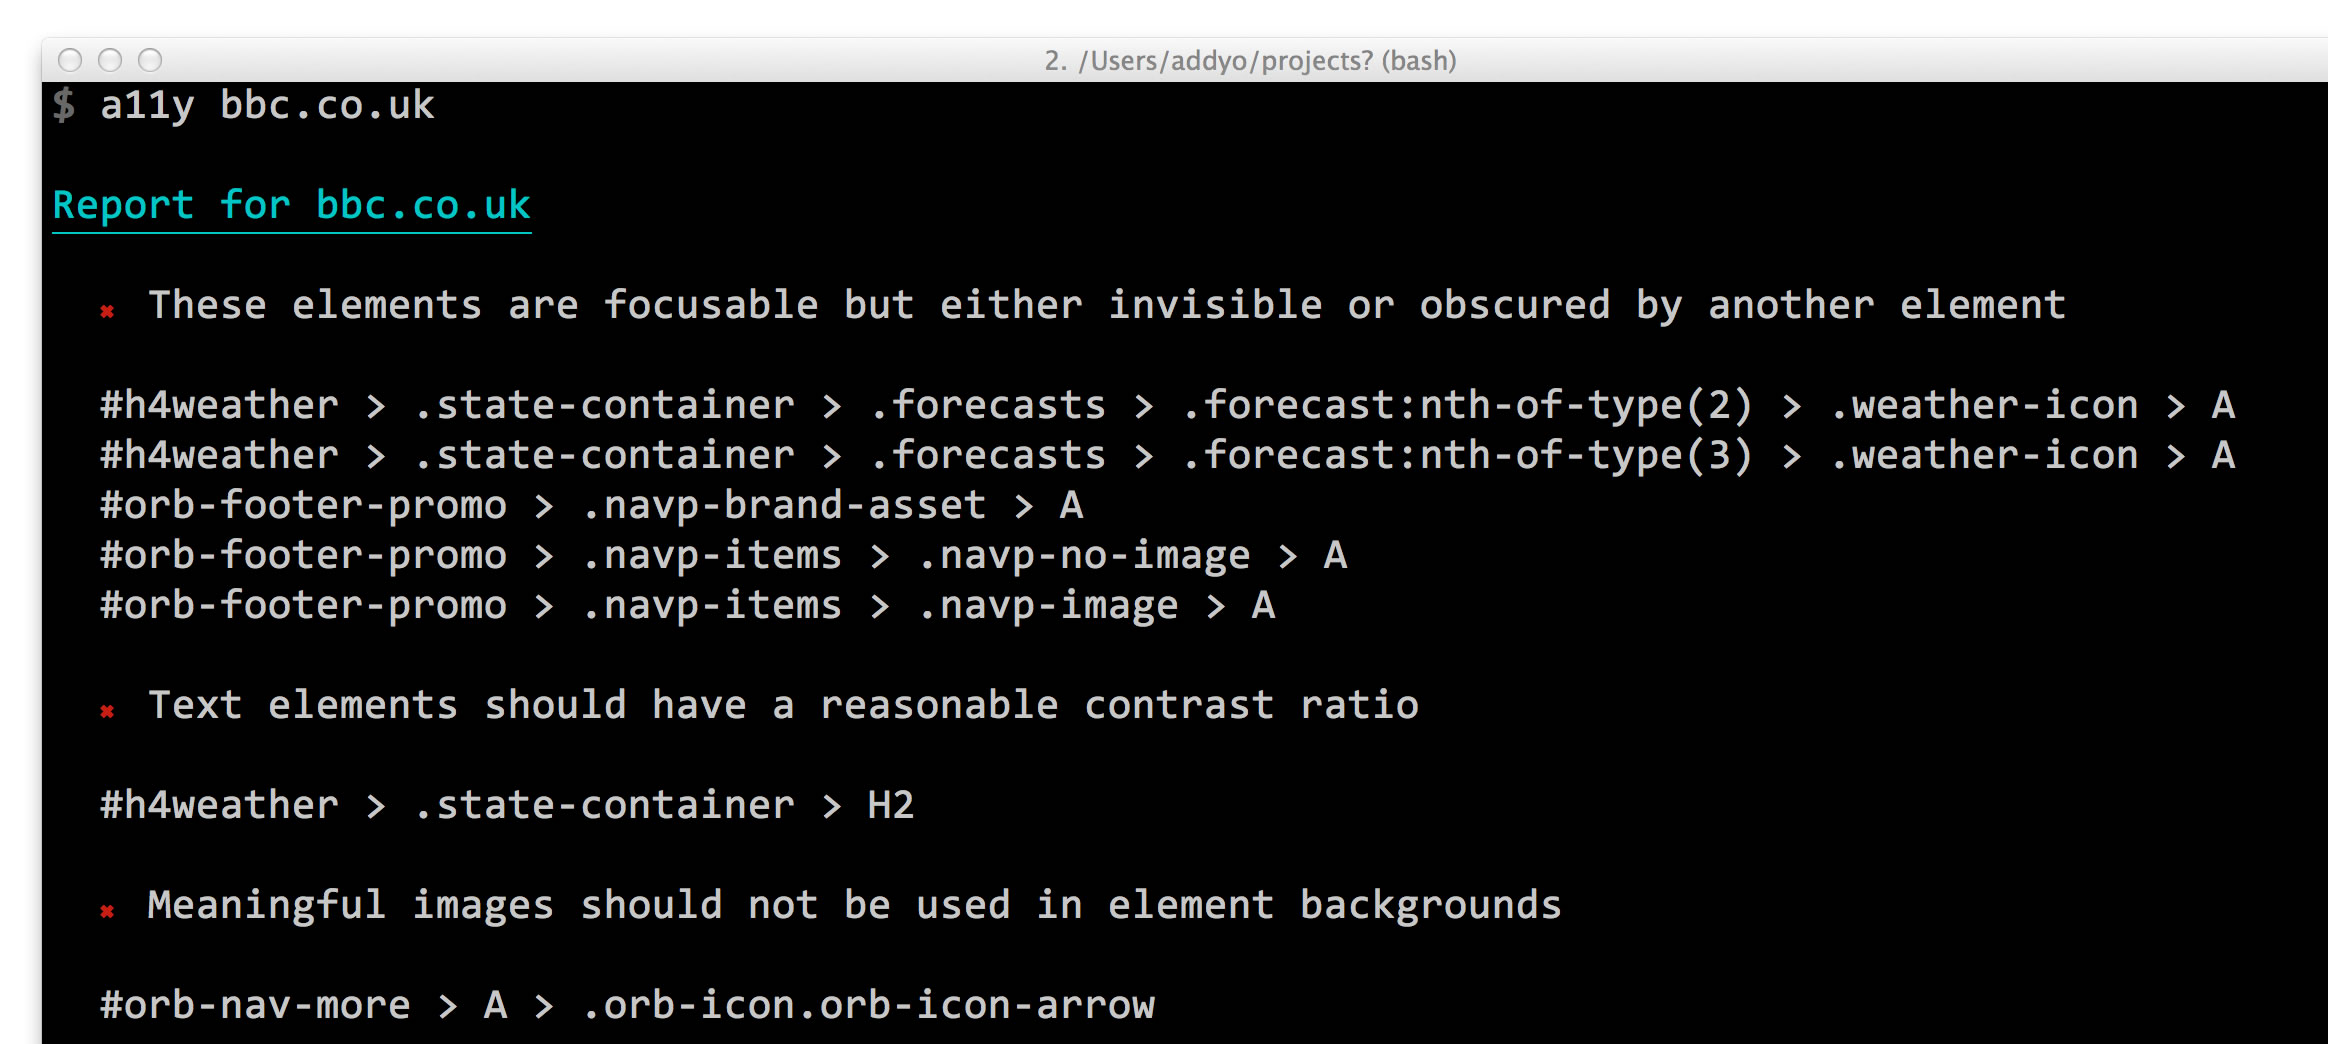 2. /Users/addyo/projects? (bash)
$ a11y bbc.co.uk
Report for bbc.co.uk
✖ These elements are focusable but either invisible or obscured by another element
#h4weather > .state-container > .forecasts > .forecast:nth-of-type(2) > .weather-icon > A
#h4weather > .state-container > .forecasts > .forecast:nth-of-type(3) > .weather-icon > A
#orb-footer-promo > .navp-brand-asset > A
#orb-footer-promo > .navp-items > .navp-no-image > A
#orb-footer-promo > .navp-items > .navp-image > A
✖ Text elements should have a reasonable contrast ratio
#h4weather > .state-container > H2
✖ Meaningful images should not be used in element backgrounds
#orb-nav-more > A > .orb-icon.orb-icon-arrow